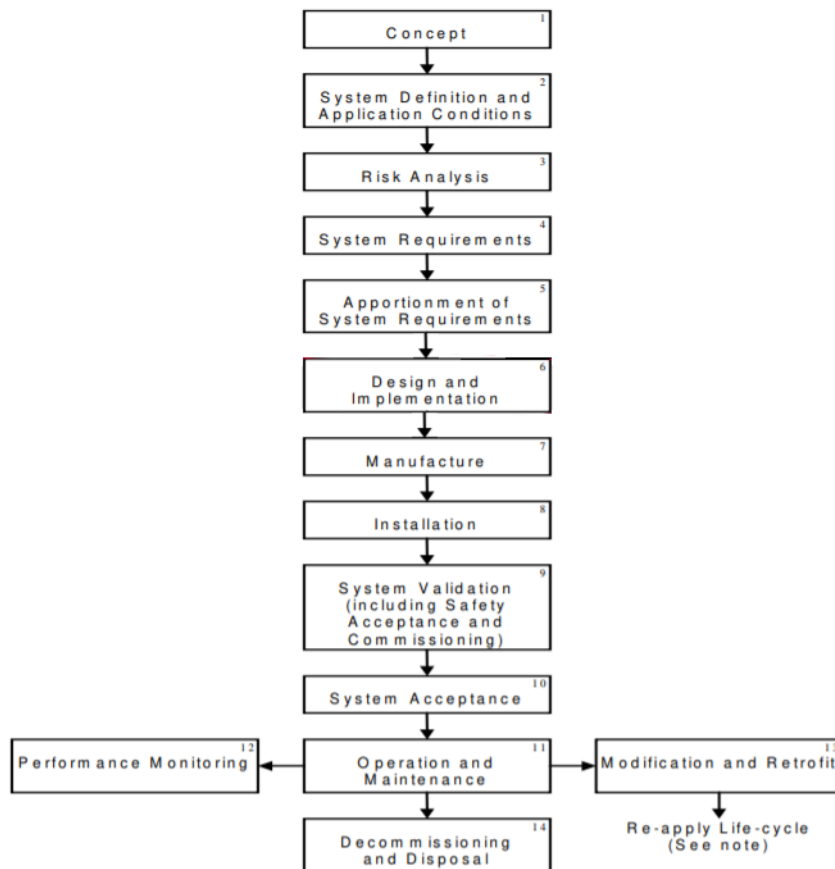 1
Concept
2
System Definition and
Application Conditions
3
Risk Analysis
4
System Requirements
5
Apportionment of
System Requirements
6
Design and
Implementation
7
Manufacture
8
Installation
9
System Validation
(including Safety
Acceptance and
Commissioning)
10
System Acceptance
12
Performance Monitoring
11
Operation and
Maintenance
13
Modification and Retrofit
Re-apply Life-cycle
(See note)
14
Decommissioning
and Disposal